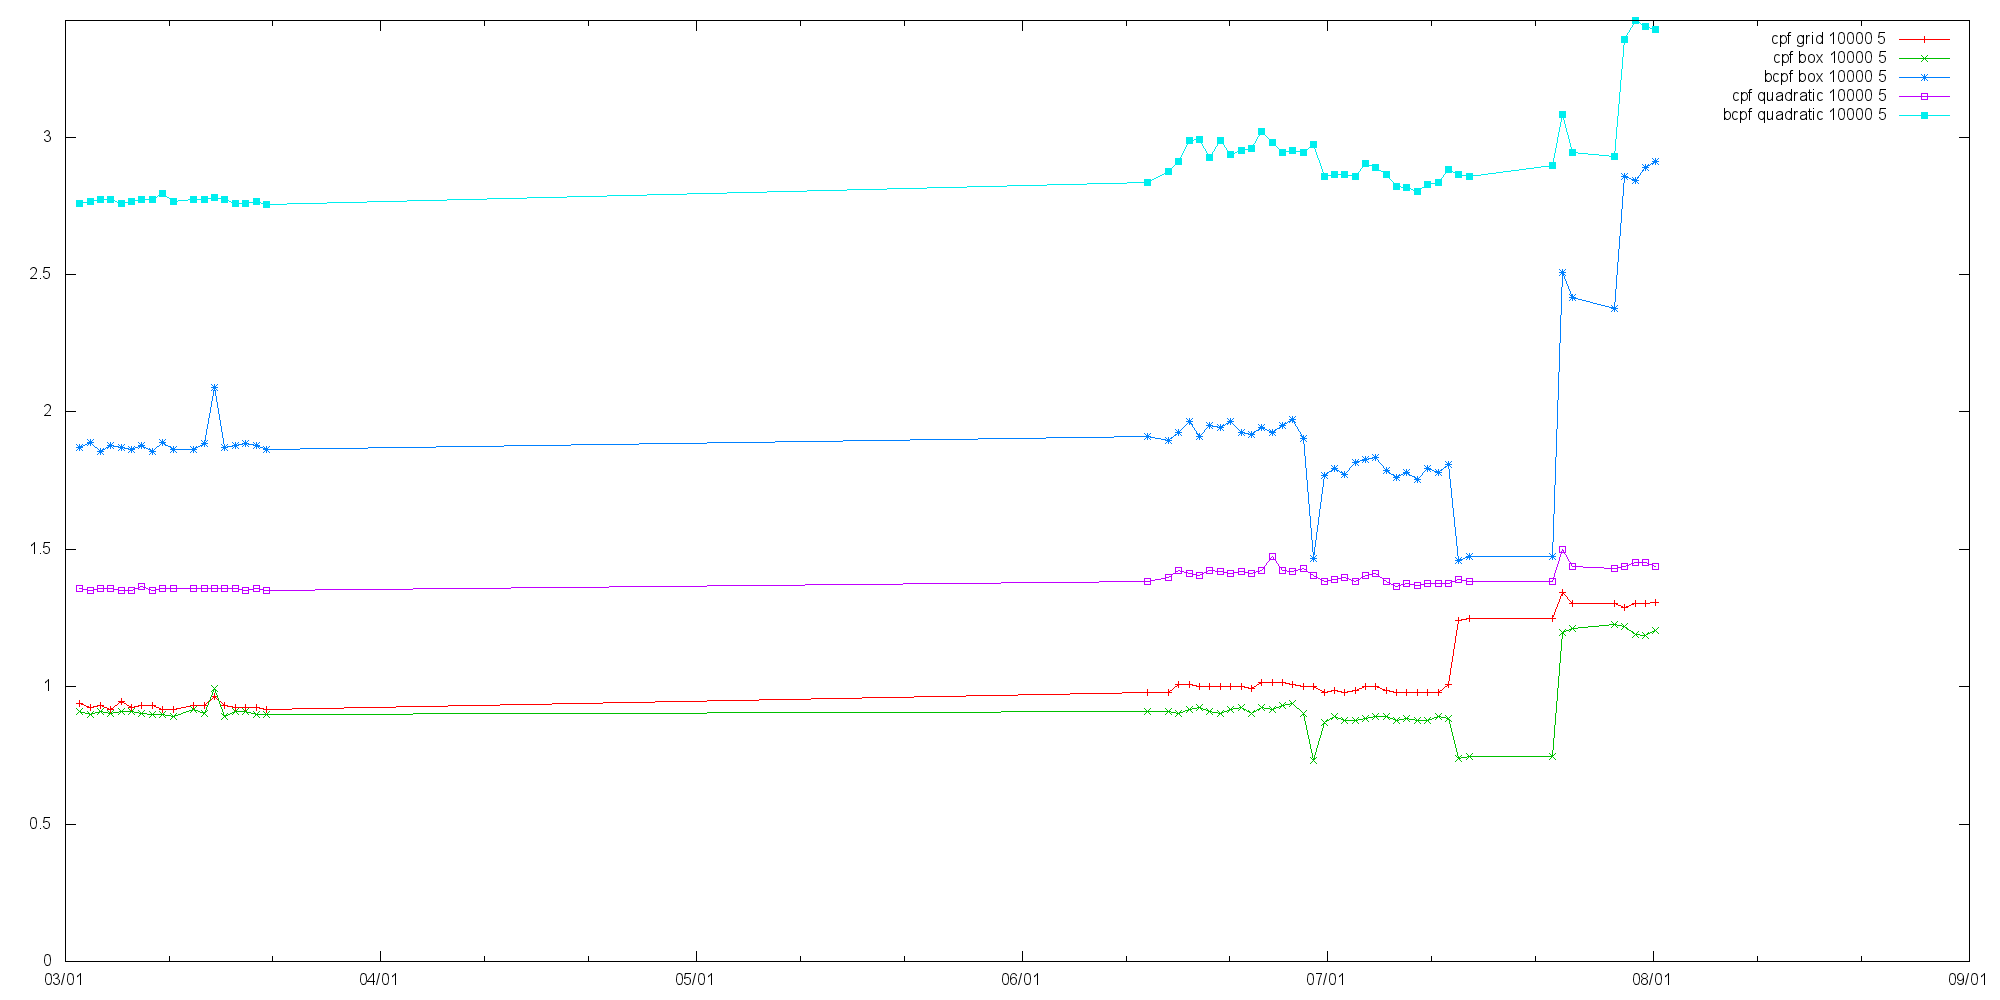 cpf grid 10000 5
cpf box 10000 5
bcpf box 10000 5
cpf quadratic 10000 5
bcpf quadratic 10000 5
3
2.5
2
1.5
1
0.5
0
03/01 04/01 05/01 06/01 07/01 08/01 09/01